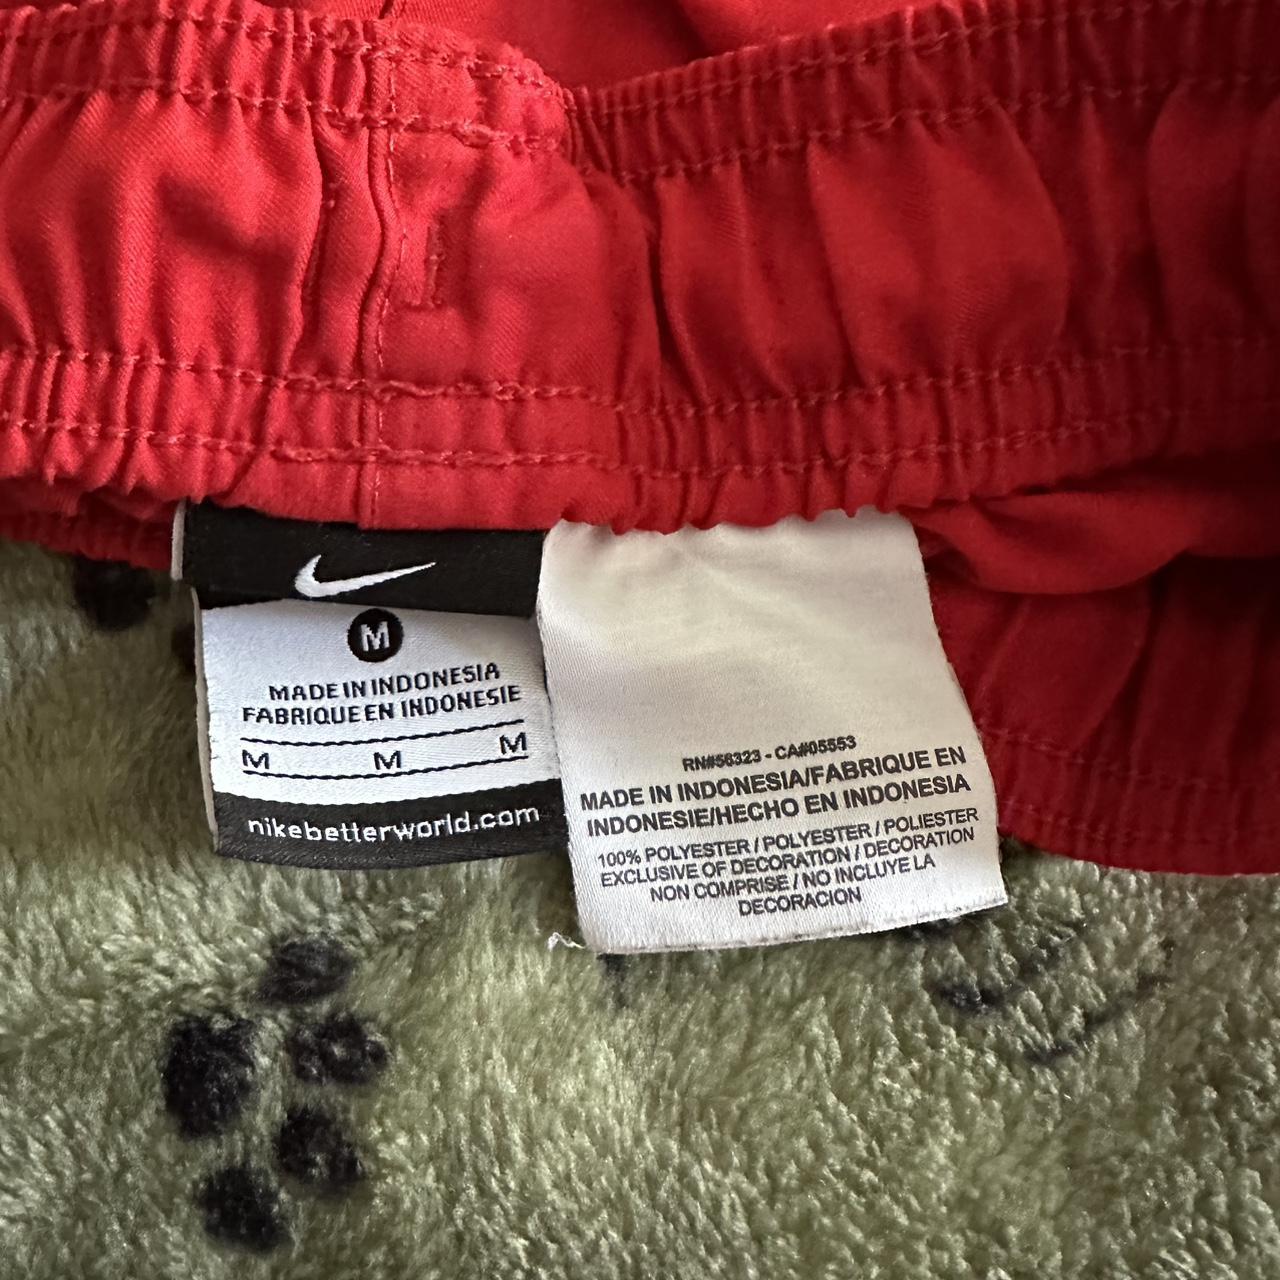 M
MADE IN INDONESIA
FABRIQUE EN INDONESIE
M M M
nikebetterworld.com
RN#56323 - CA#05553
MADE IN INDONESIA/FABRIQUE EN
INDONESIE/HECHO EN INDONESIA
100% POLYESTER / POLYESTER / POLIESTER
EXCLUSIVE OF DECORATION / DECORATION
NON COMPRISE / NO INCLUYE LA
DECORACION